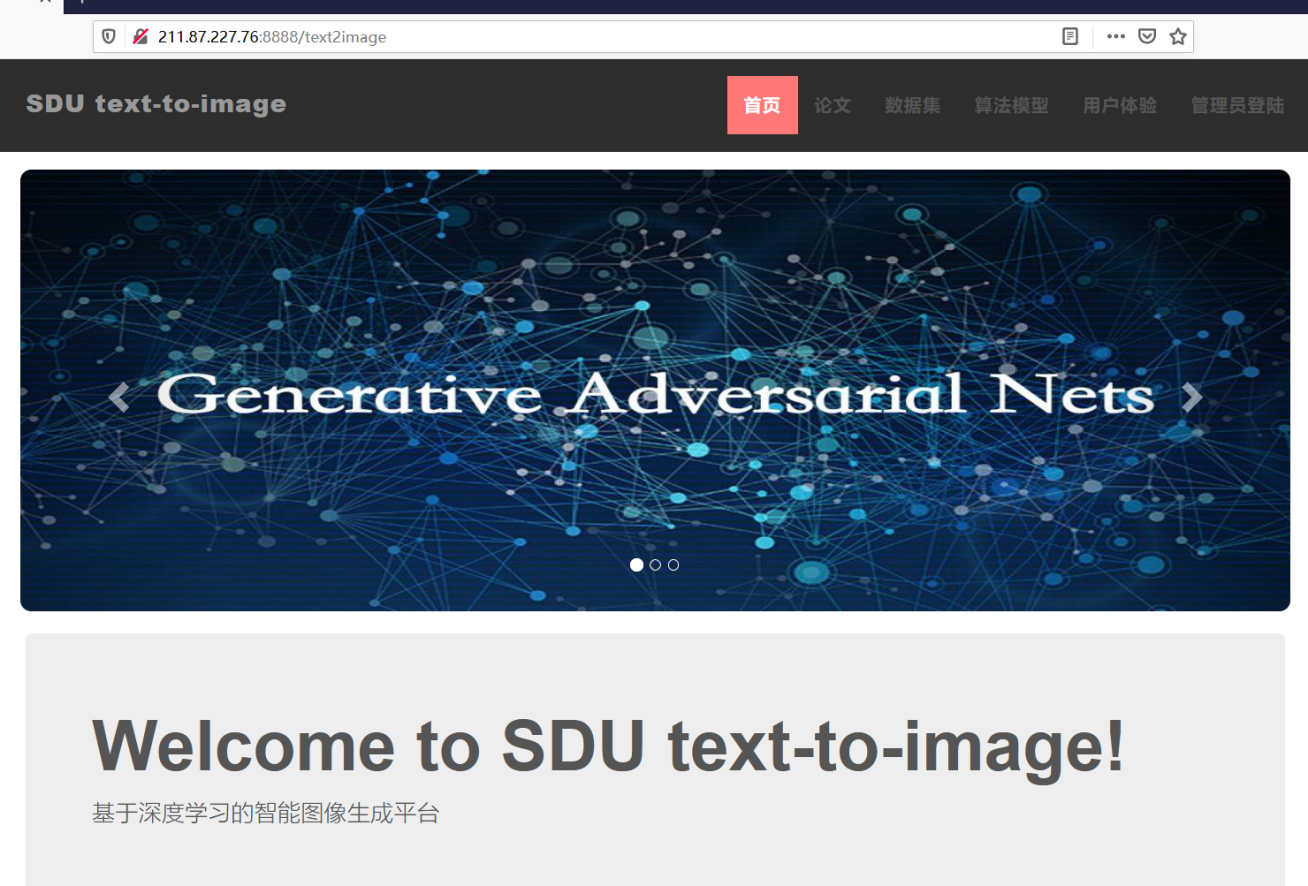 211.87.227.76:8888/text2image
SDU text-to-image
首页 论文 数据集 算法模型 用户体验 管理员登陆
Generative Adversarial Nets
Welcome to SDU text-to-image!
基于深度学习的智能图像生成平台